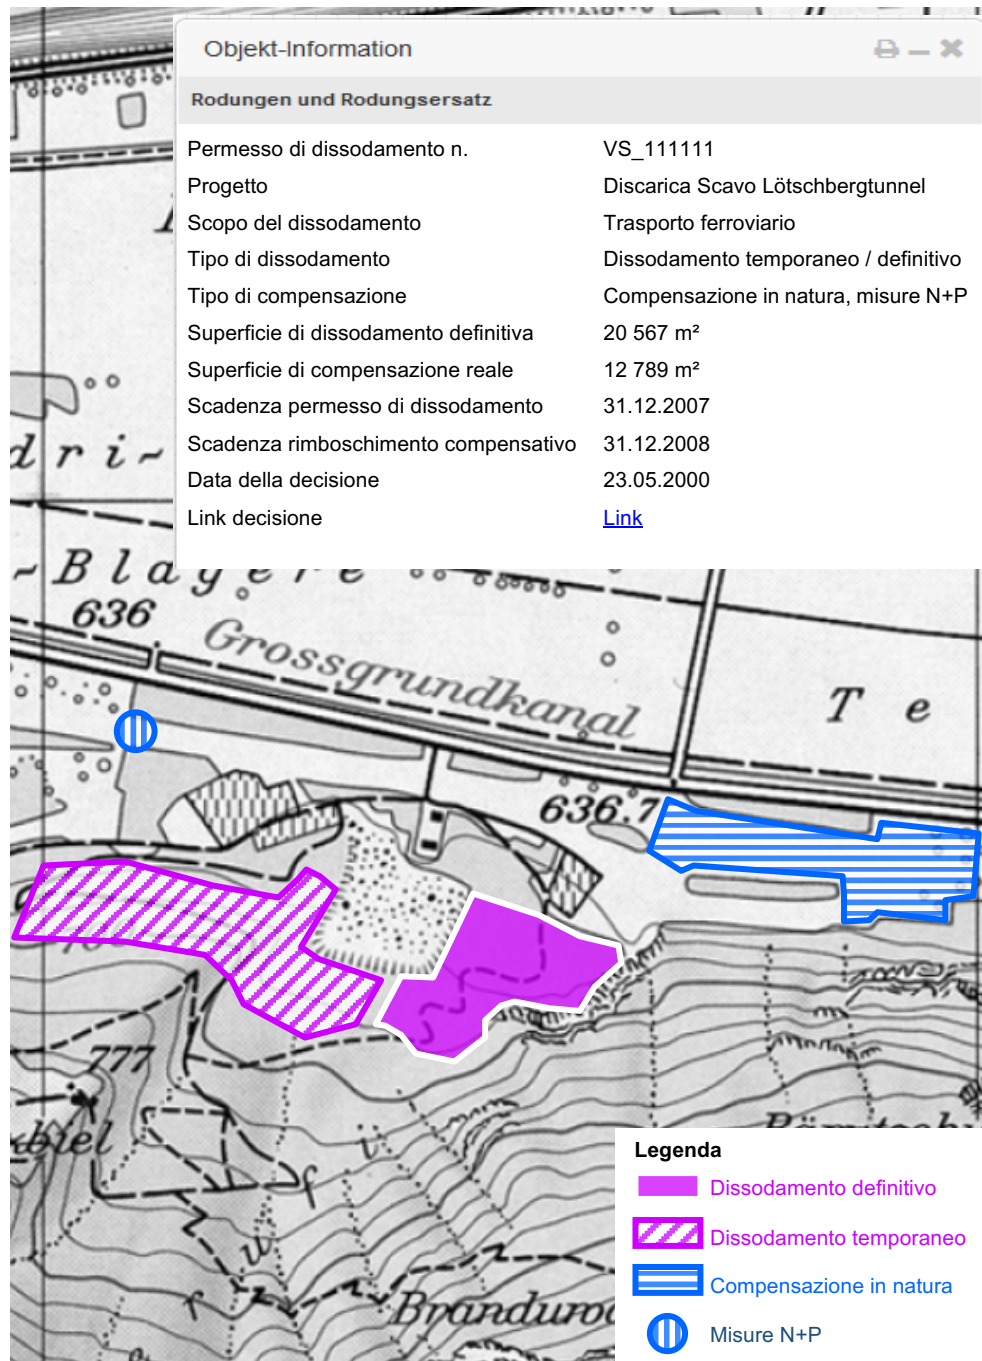 Objekt-Information
Rodungen und Rodungsersatz
Permesso di dissodamento n. VS_111111
Progetto Discarica Scavo Lötschbergtunnel
Scopo del dissodamento Trasporto ferroviario
Tipo di dissodamento Dissodamento temporaneo / definitivo
Tipo di compensazione Compensazione in natura, misure N+P
Superficie di dissodamento definitiva 20 567 m²
Superficie di compensazione reale 12 789 m²
Scadenza permesso di dissodamento 31.12.2007
Scadenza rimboschimento compensativo 31.12.2008
Data della decisione 23.05.2000
Link decisione Link
dri-
-Blagere
636
Grossgrundkanal
Te
636.7
777
biel
Legenda
Dissodamento definitivo
Dissodamento temporaneo
Compensazione in natura
Misure N+P